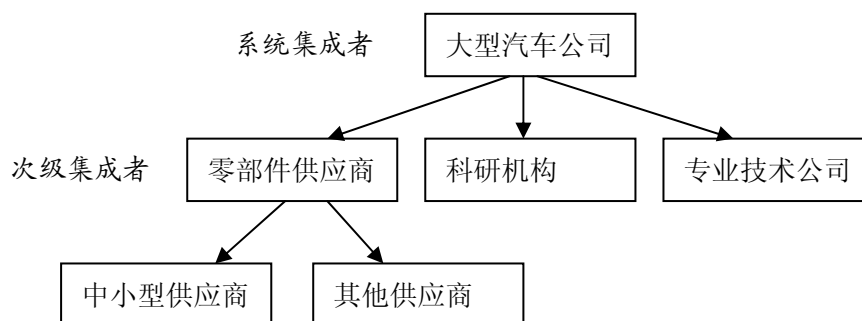 系统集成者 大型汽车公司
次级集成者 零部件供应商 科研机构 专业技术公司
中小型供应商 其他供应商